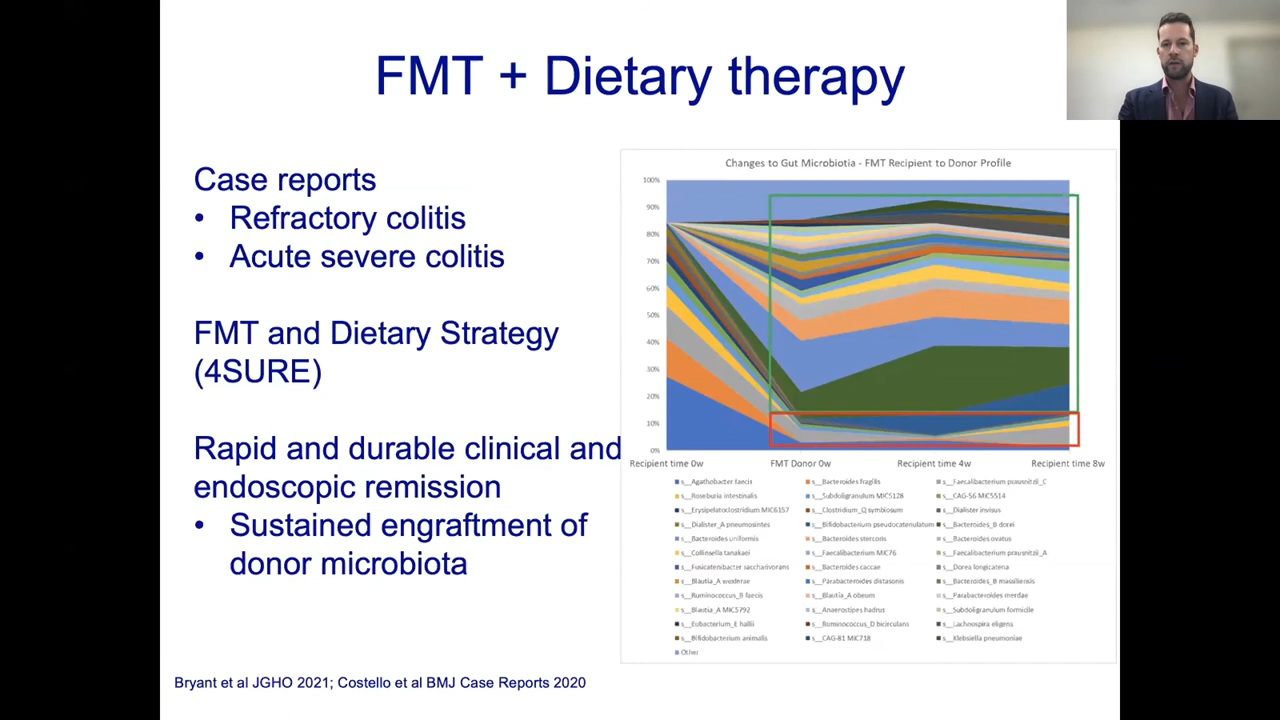 FMT + Dietary therapy
Case reports
• Refractory colitis
• Acute severe colitis
FMT and Dietary Strategy
(4SURE)
Rapid and durable clinical and
endoscopic remission
• Sustained engraftment of
donor microbiota
Bryant et al JGHO 2021; Costello et al BMJ Case Reports 2020
Changes to Gut Microbiotia - FMT Recipient to Donor Profile
100%
90%
80%
70%
60%
50%
40%
30%
20%
10%
0%
Recipient time 0w FMT Donor 0w Recipient time 4w Recipient time 8w
s__Agathobacter faecis s__Bacteroides fragilis s__Faecalibacterium prausnitzii_C
s__Roseburia intestinalis s__Subdoligranulum MIC5128 s__CAG-56 MIC5514
s__Erysipelatoclostridium MIC6157 s__Clostridium_Q symbiosum s__Dialister invisus
s__Dialister_A pneumosintes s__Bifidobacterium pseudocatenulatum s__Bacteroides_B dorei
s__Bacteroides uniformis s__Bacteroides stercoris s__Bacteroides ovatus
s__Collinsella tanakaei s__Faecalibacterium MIC76 s__Faecalibacterium prausnitzii_A
s__Fusicatenibacter saccharivorans s__Bacteroides caccae s__Dorea longicatena
s__Blautia_A wexlerae s__Parabacteroides distasonis s__Bacteroides_B massiliensis
s__Ruminococcus_B faecis s__Blautia_A obeum s__Parabacteroides merdae
s__Blautia_A MIC5792 s__Anaerostipes hadrus s__Subdoligranulum formicile
s__Eubacterium_E hallii s__Ruminococcus_D bicirculans s__Lachnospira eligens
s__Bifidobacterium animalis s__CAG-81 MIC718 s__Klebsiella pneumoniae
Other